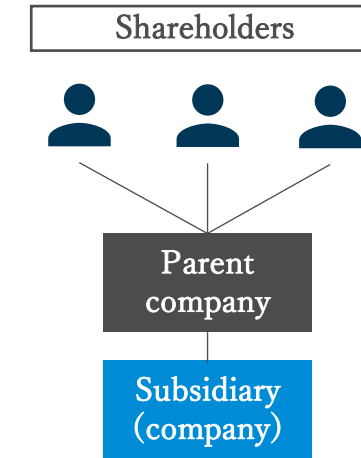 Shareholders
Parent
company
Subsidiary
(company)